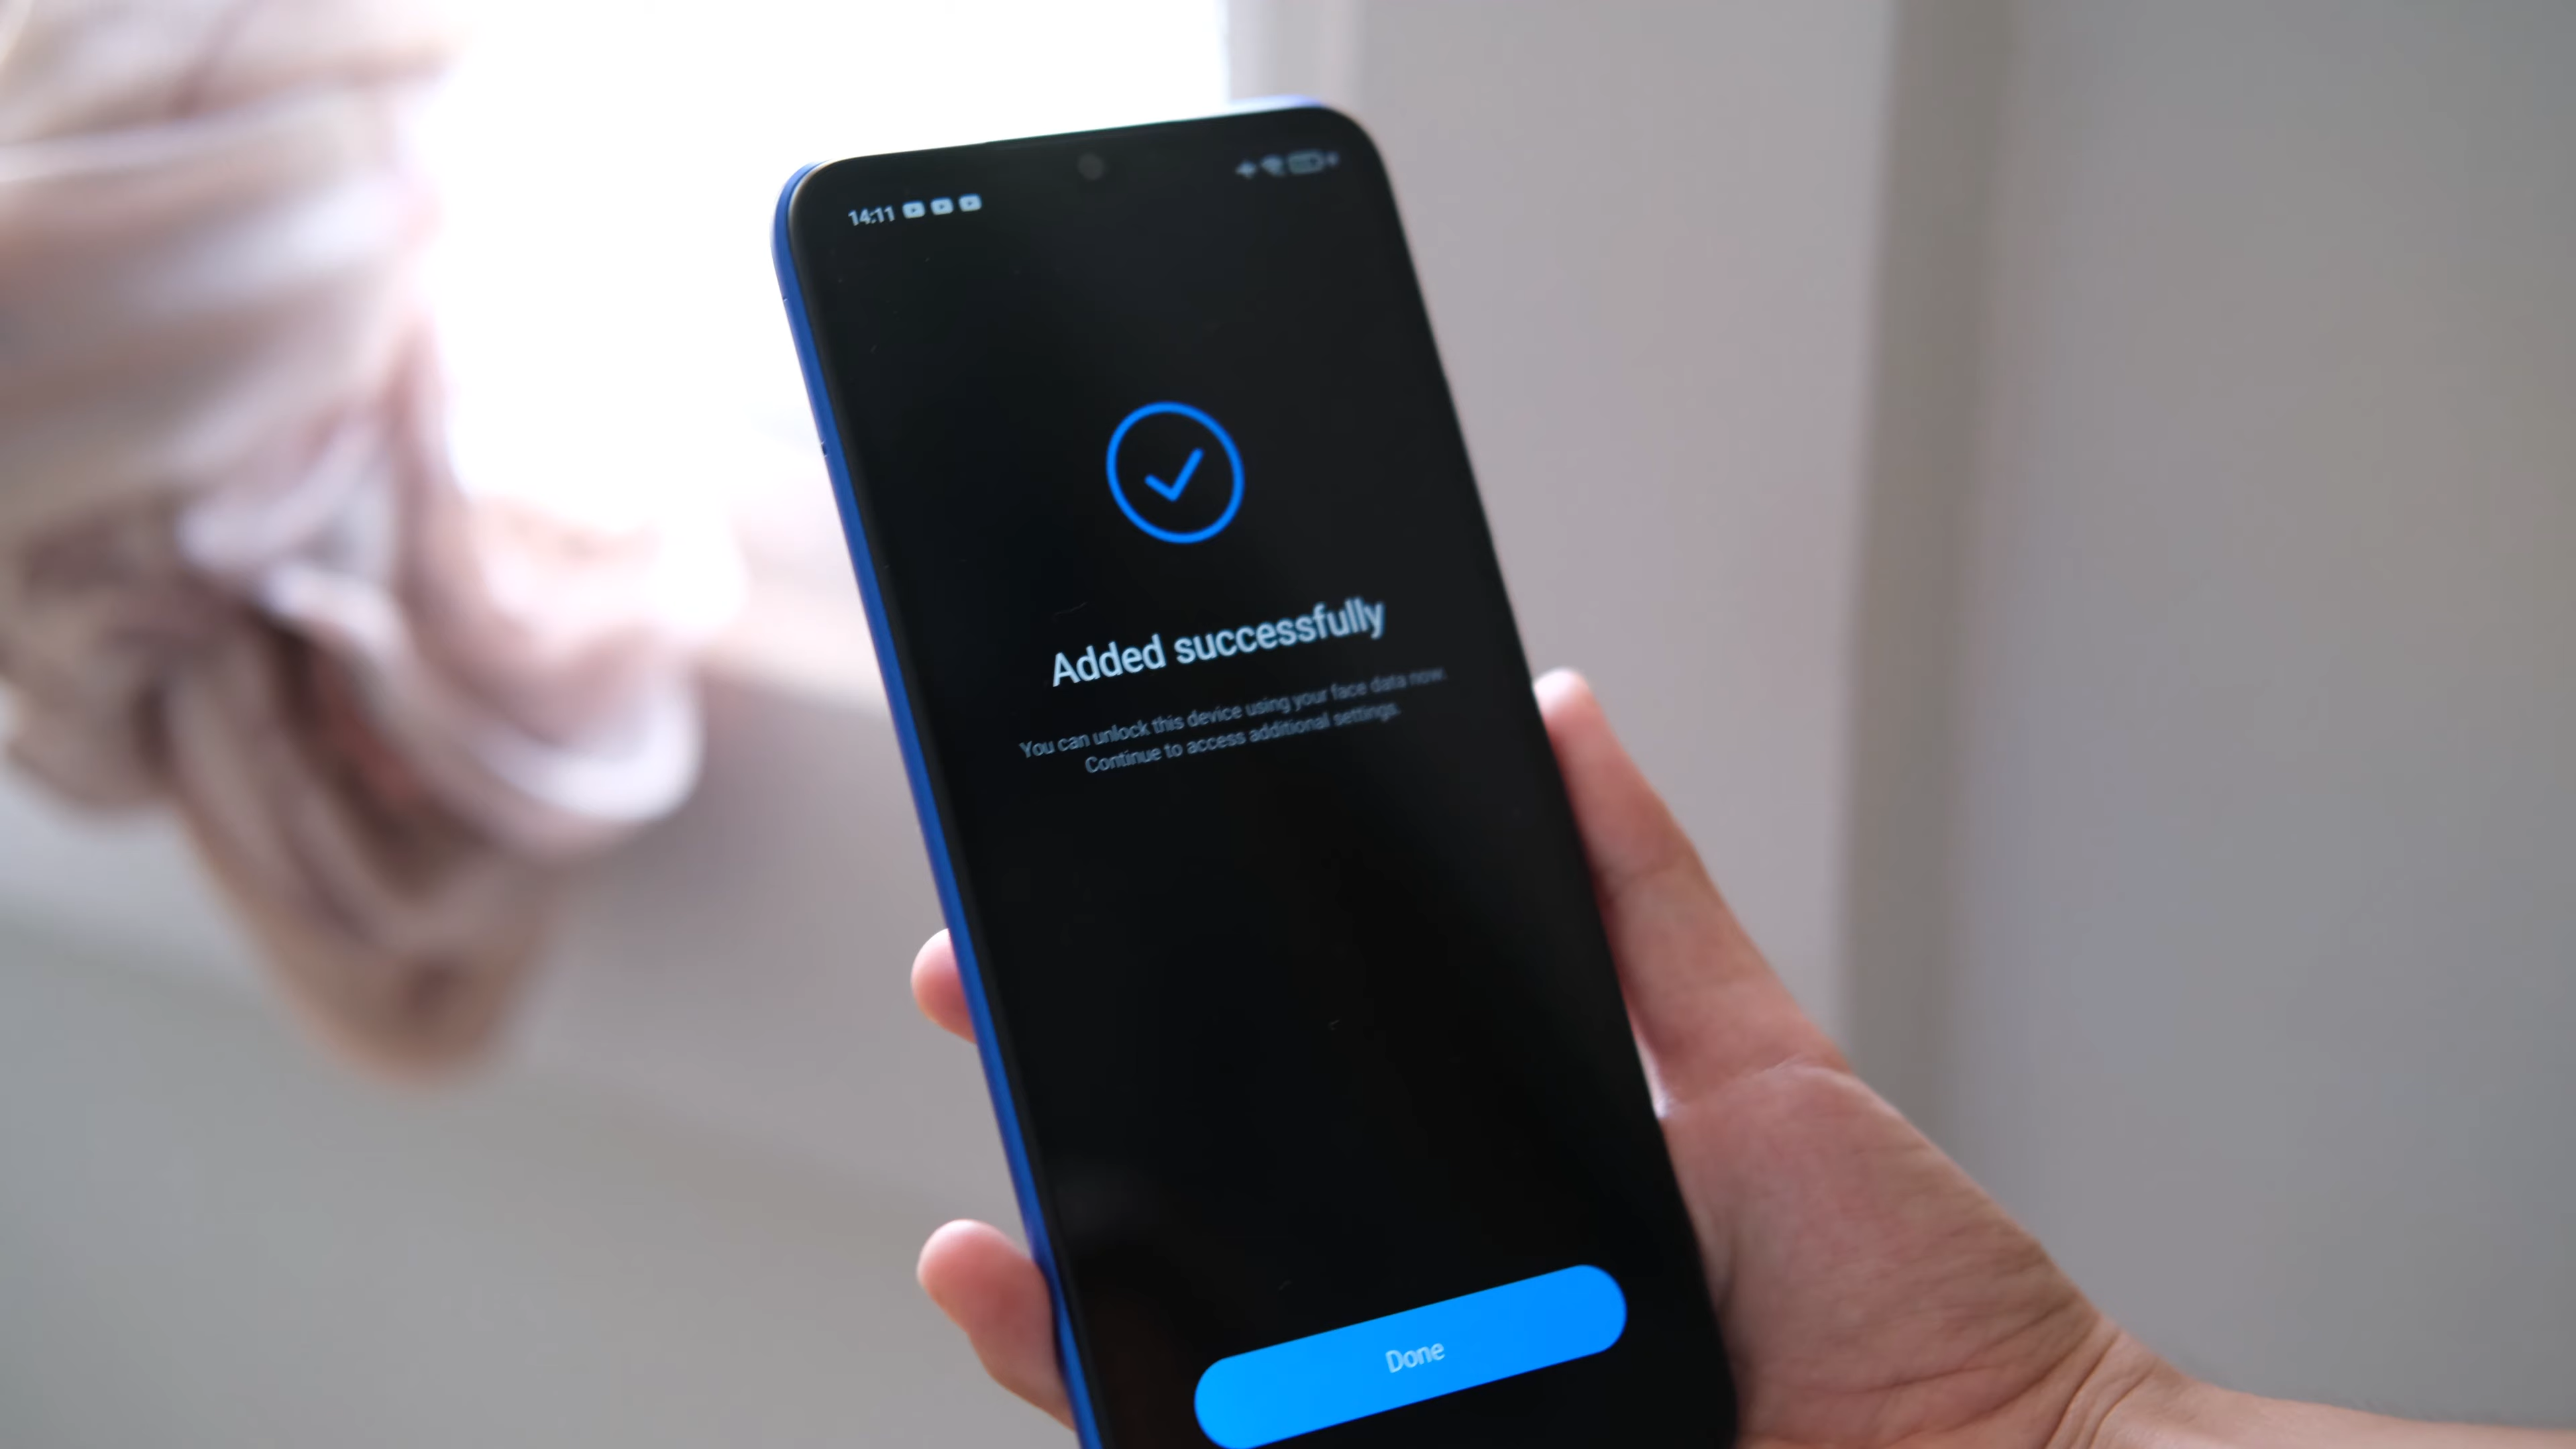 14:11
Added successfully
You can unlock this device using your face data now.
Continue to access additional settings.
Done